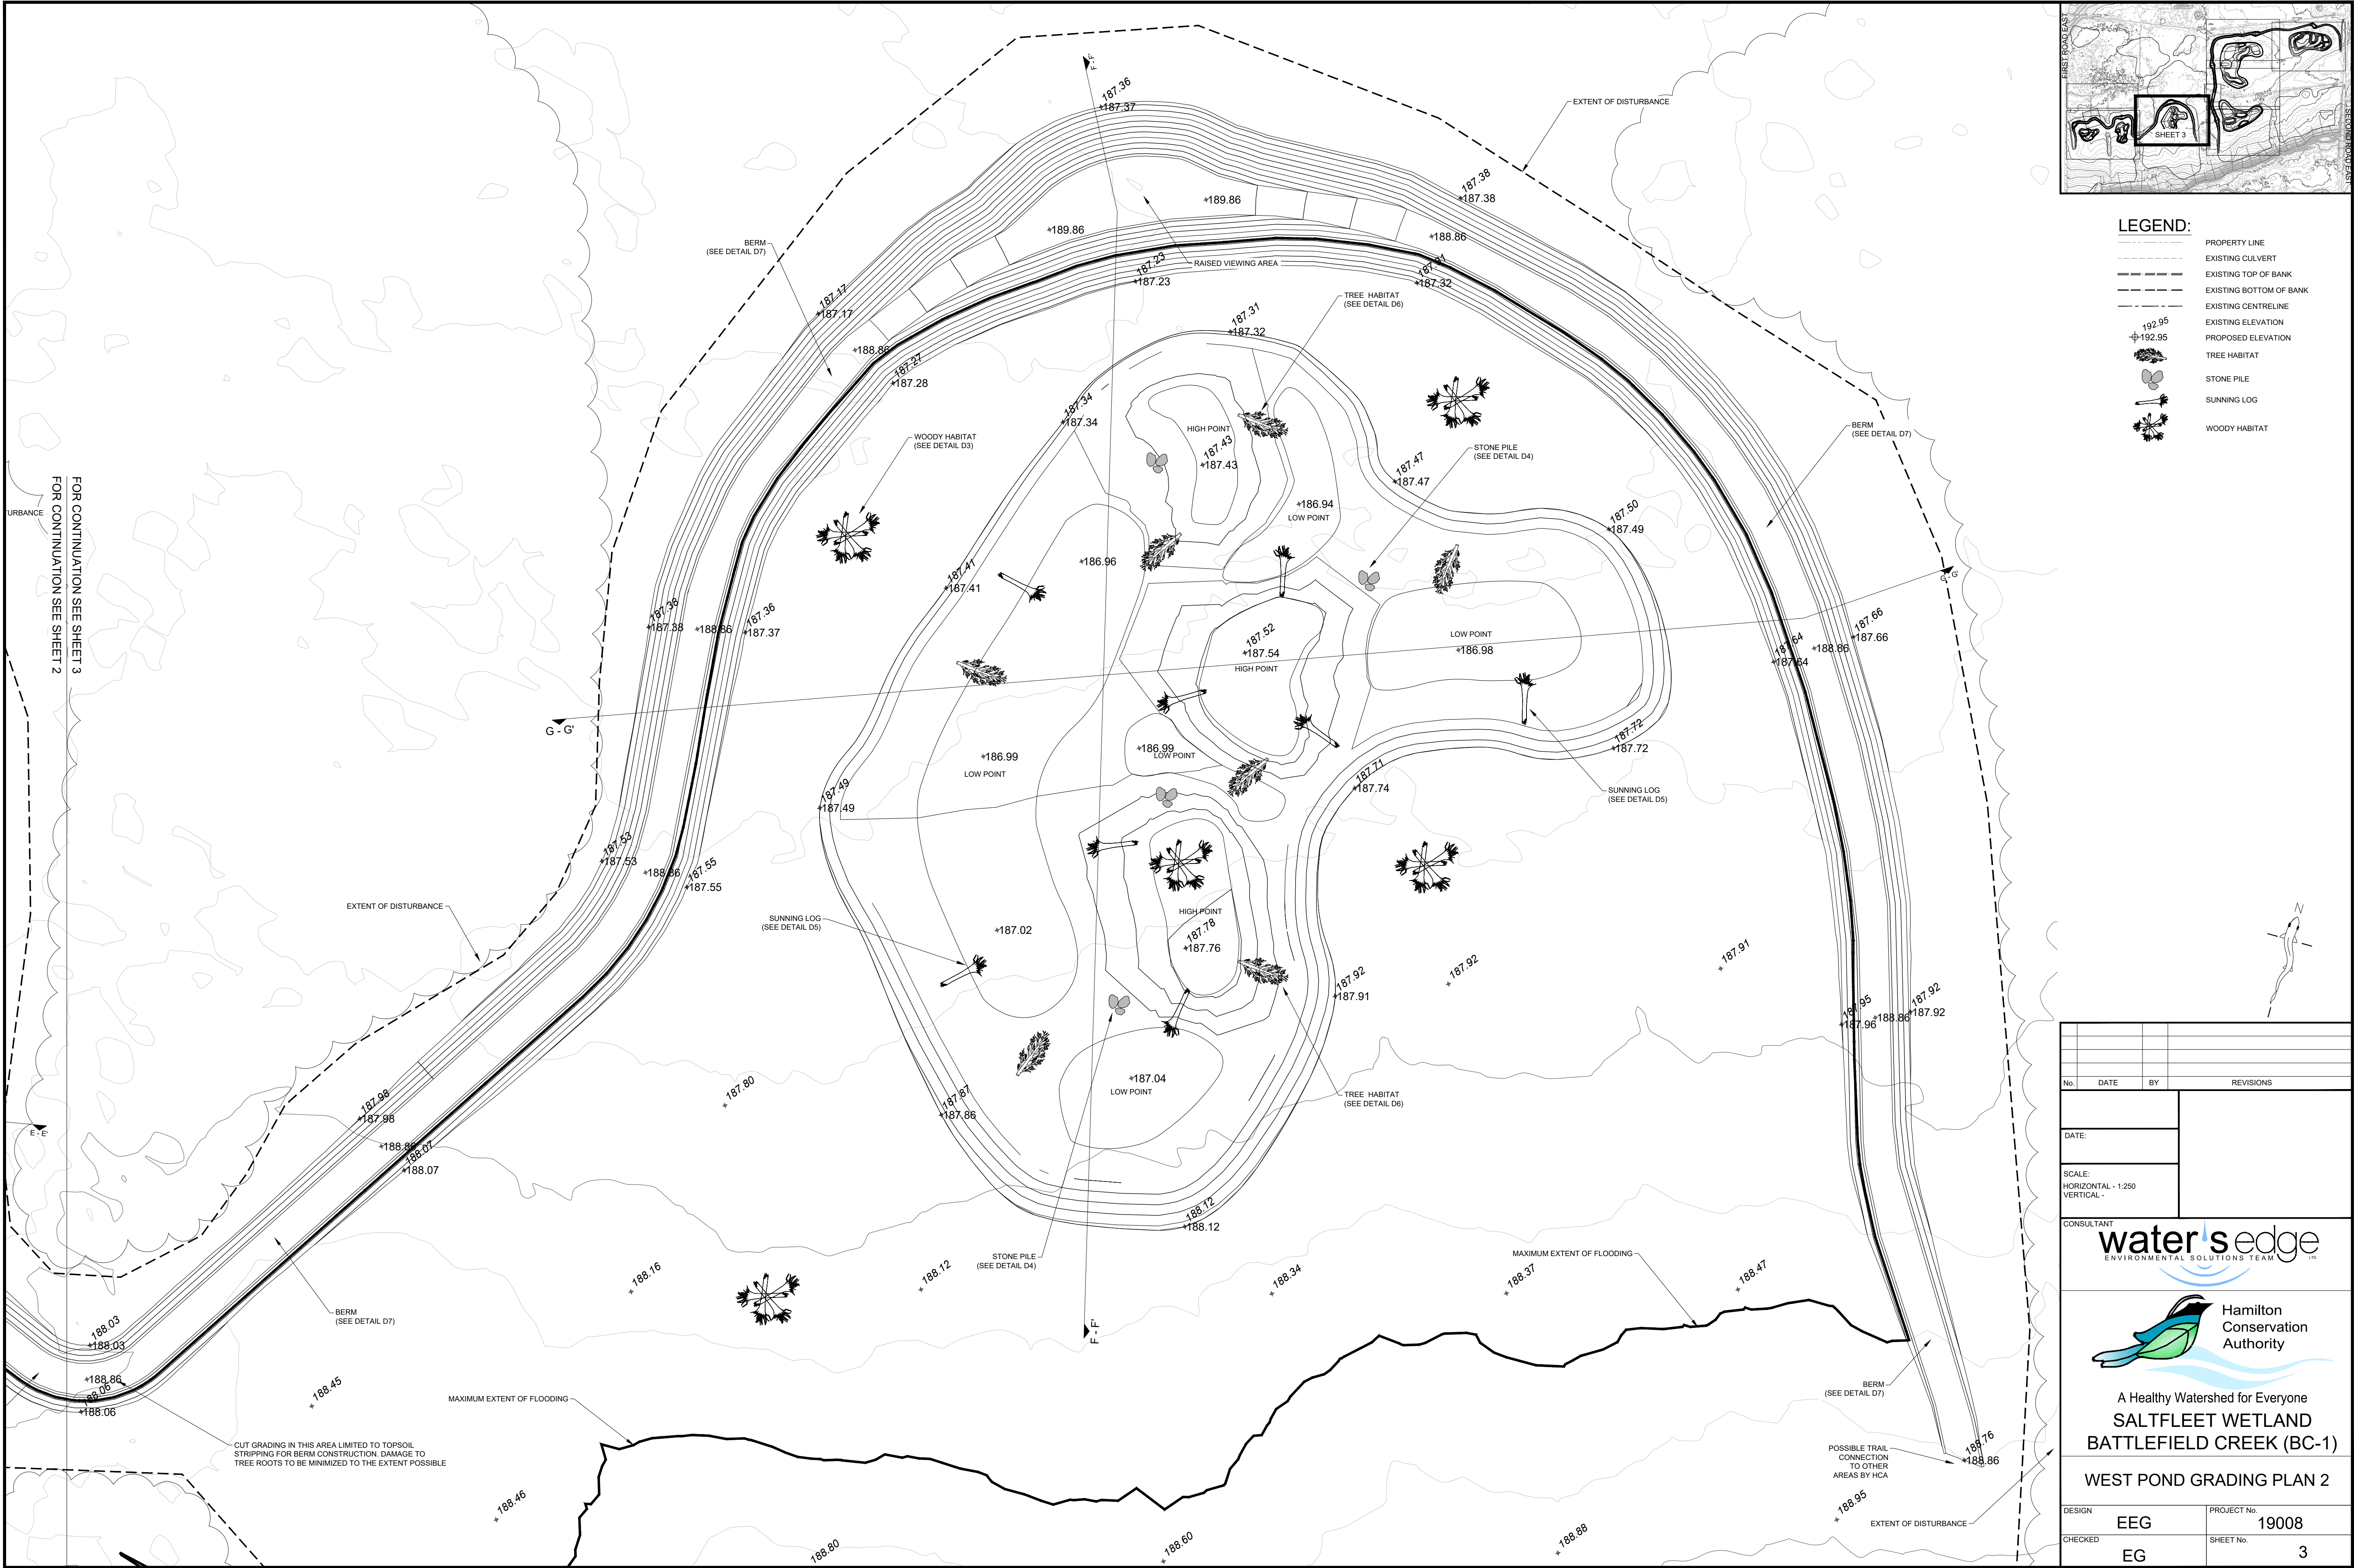 F - F'
187.36
187.37
EXTENT OF DISTURBANCE
187.38
187.38
189.86
189.86
188.86
BERM
(SEE DETAIL D7)
RAISED VIEWING AREA
187.23
187.23
187.32
187.17
187.17
TREE HABITAT
(SEE DETAIL D6)
187.31
187.32
188.86
187.27
187.28
187.34
187.34
WOODY HABITAT
(SEE DETAIL D3)
HIGH POINT
187.43
187.43
STONE PILE
(SEE DETAIL D4)
187.47
187.47
BERM
(SEE DETAIL D7)
186.94
LOW POINT
187.50
187.49
FOR CONTINUATION SEE SHEET 3
FOR CONTINUATION SEE SHEET 2
TURBANCE
186.96
187.41
187.41
G - G'
187.38
187.38
188.86
187.36
187.37
187.52
187.54
HIGH POINT
LOW POINT
186.98
187.64
187.64
188.86
187.66
187.66
G - G'
186.99
LOW POINT
186.99
LOW POINT
187.72
187.72
187.71
187.74
187.49
187.49
SUNNING LOG
(SEE DETAIL D5)
187.53
187.53
188.86
187.55
187.55
EXTENT OF DISTURBANCE
SUNNING LOG
(SEE DETAIL D5)
187.02
HIGH POINT
187.78
187.76
187.92
187.91
187.92
187.91
187.95
187.96
188.86
187.92
187.92
187.80
187.04
LOW POINT
TREE HABITAT
(SEE DETAIL D6)
187.87
187.86
E - E'
187.98
187.98
188.86
188.07
188.07
188.12
188.12
STONE PILE
(SEE DETAIL D4)
MAXIMUM EXTENT OF FLOODING
188.16
188.12
188.34
188.37
188.47
BERM
(SEE DETAIL D7)
F - F'
188.03
188.03
188.86
188.06
188.06
188.45
MAXIMUM EXTENT OF FLOODING
BERM
(SEE DETAIL D7)
CUT GRADING IN THIS AREA LIMITED TO TOPSOIL
STRIPPING FOR BERM CONSTRUCTION. DAMAGE TO
TREE ROOTS TO BE MINIMIZED TO THE EXTENT POSSIBLE
POSSIBLE TRAIL
CONNECTION
TO OTHER
AREAS BY HCA
188.76
188.86
188.46
188.80
188.60
188.88
188.95
EXTENT OF DISTURBANCE
FIRST ROAD EAST
SHEET 3
SECOND ROAD EAST
LEGEND:
PROPERTY LINE
EXISTING CULVERT
EXISTING TOP OF BANK
EXISTING BOTTOM OF BANK
EXISTING CENTRELINE
192.95 EXISTING ELEVATION
192.95 PROPOSED ELEVATION
TREE HABITAT
STONE PILE
SUNNING LOG
WOODY HABITAT
N
No. DATE BY REVISIONS
DATE:
SCALE:
HORIZONTAL - 1:250
VERTICAL -
CONSULTANT
water's edge
ENVIRONMENTAL SOLUTIONS TEAM LTD.
Hamilton
Conservation
Authority
A Healthy Watershed for Everyone
SALTFLEET WETLAND
BATTLEFIELD CREEK (BC-1)
WEST POND GRADING PLAN 2
DESIGN
EEG
PROJECT No.
19008
CHECKED
EG
SHEET No.
3